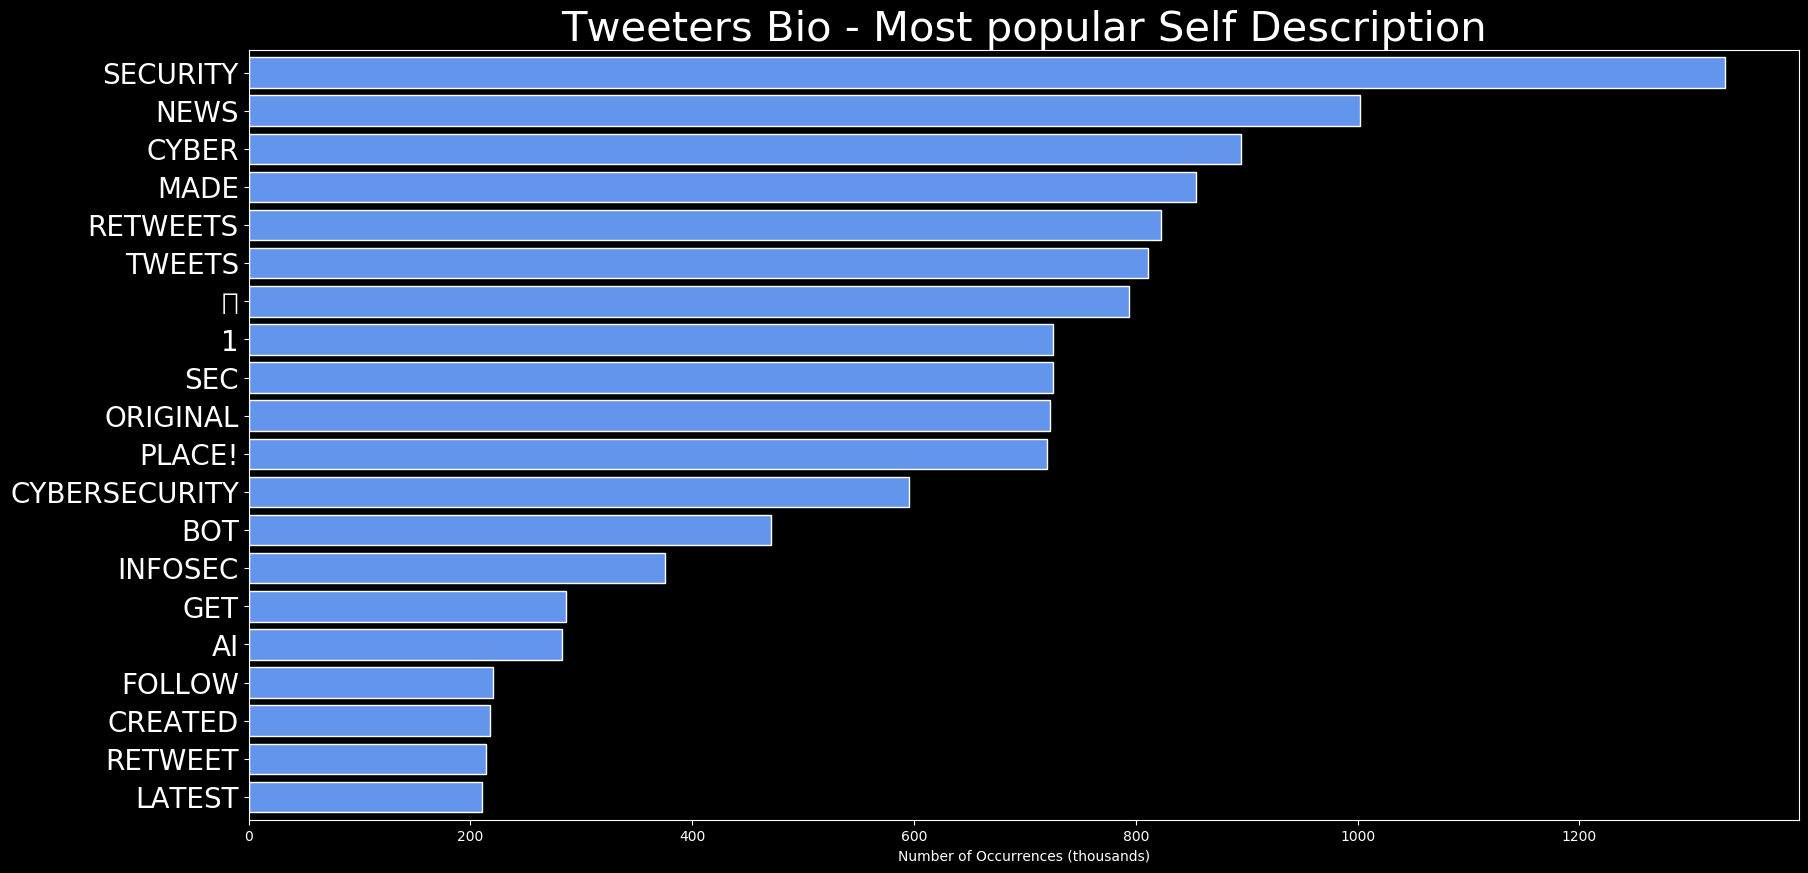 Tweeters Bio - Most popular Self Description
SECURITY
NEWS
CYBER
MADE
RETWEETS
TWEETS
1
SEC
ORIGINAL
PLACE!
CYBERSECURITY
BOT
INFOSEC
GET
AI
FOLLOW
CREATED
RETWEET
LATEST
0 200 400 600 800 1000 1200
Number of Occurrences (thousands)